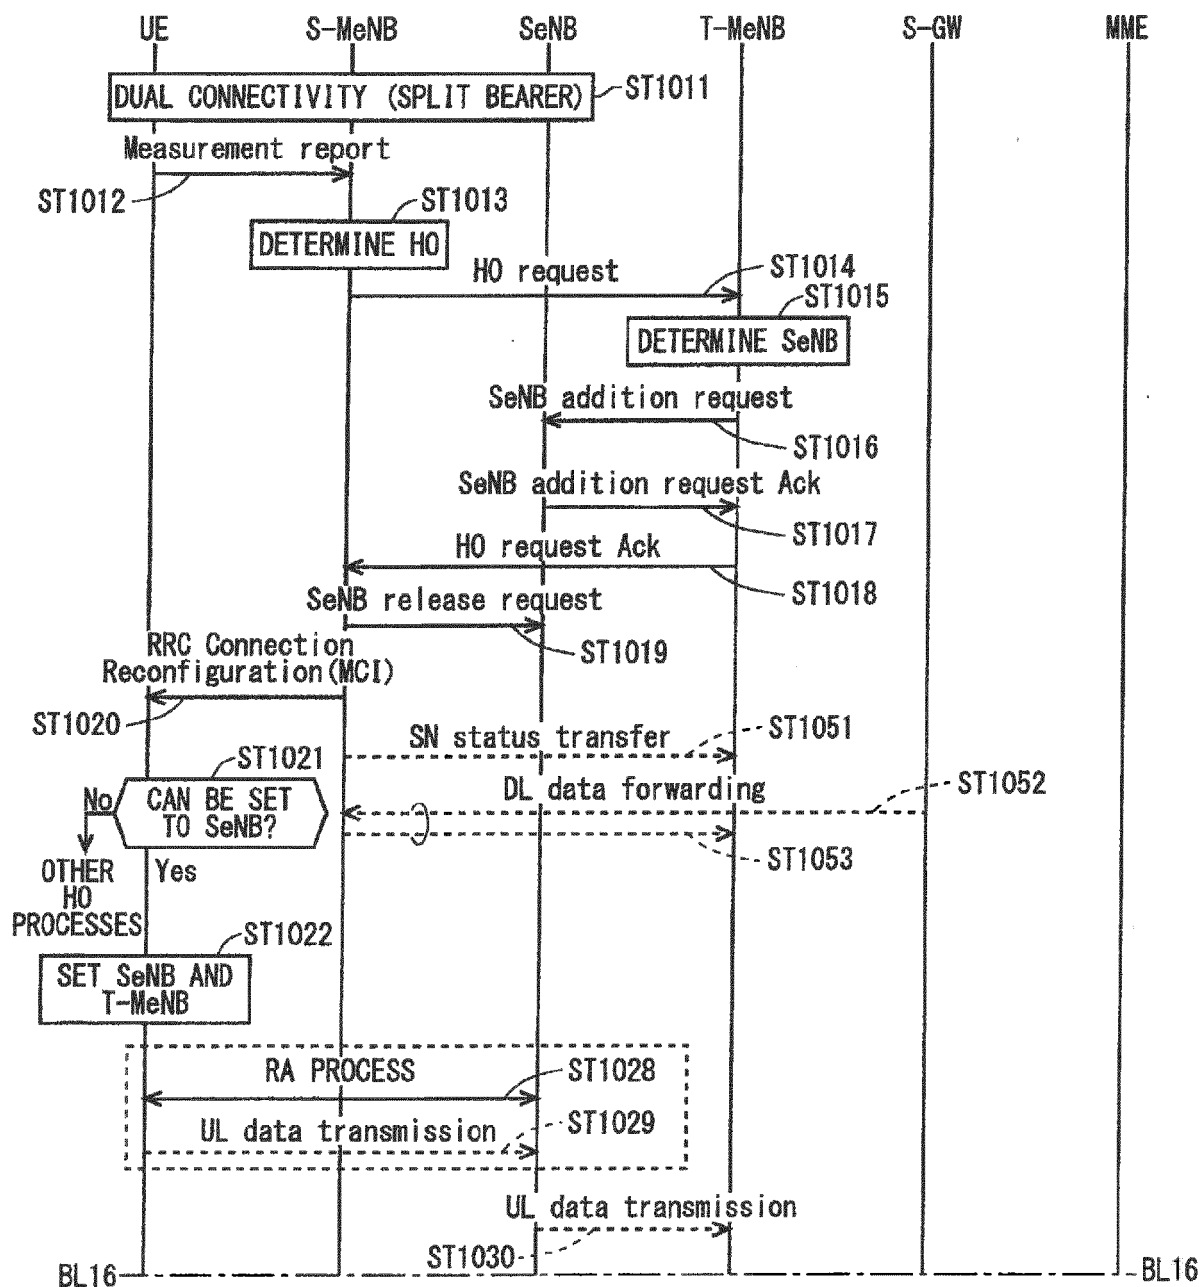 UE S-MeNB SeNB T-MeNB S-GW MME
DUAL CONNECTIVITY (SPLIT BEARER)
ST1011
Measurement report
ST1012
ST1013
DETERMINE HO
HO request
ST1014
ST1015
DETERMINE SeNB
SeNB addition request
ST1016
SeNB addition request Ack
ST1017
HO request Ack
ST1018
SeNB release request
ST1019
RRC Connection
Reconfiguration(MCI)
ST1020
SN status transfer
ST1051
ST1021
No
CAN BE SET
TO SeNB?
DL data forwarding
ST1052
ST1053
OTHER
HO
PROCESSES
Yes
ST1022
SET SeNB AND
T-MeNB
RA PROCESS
ST1028
UL data transmission
ST1029
UL data transmission
ST1030
BL16
BL16